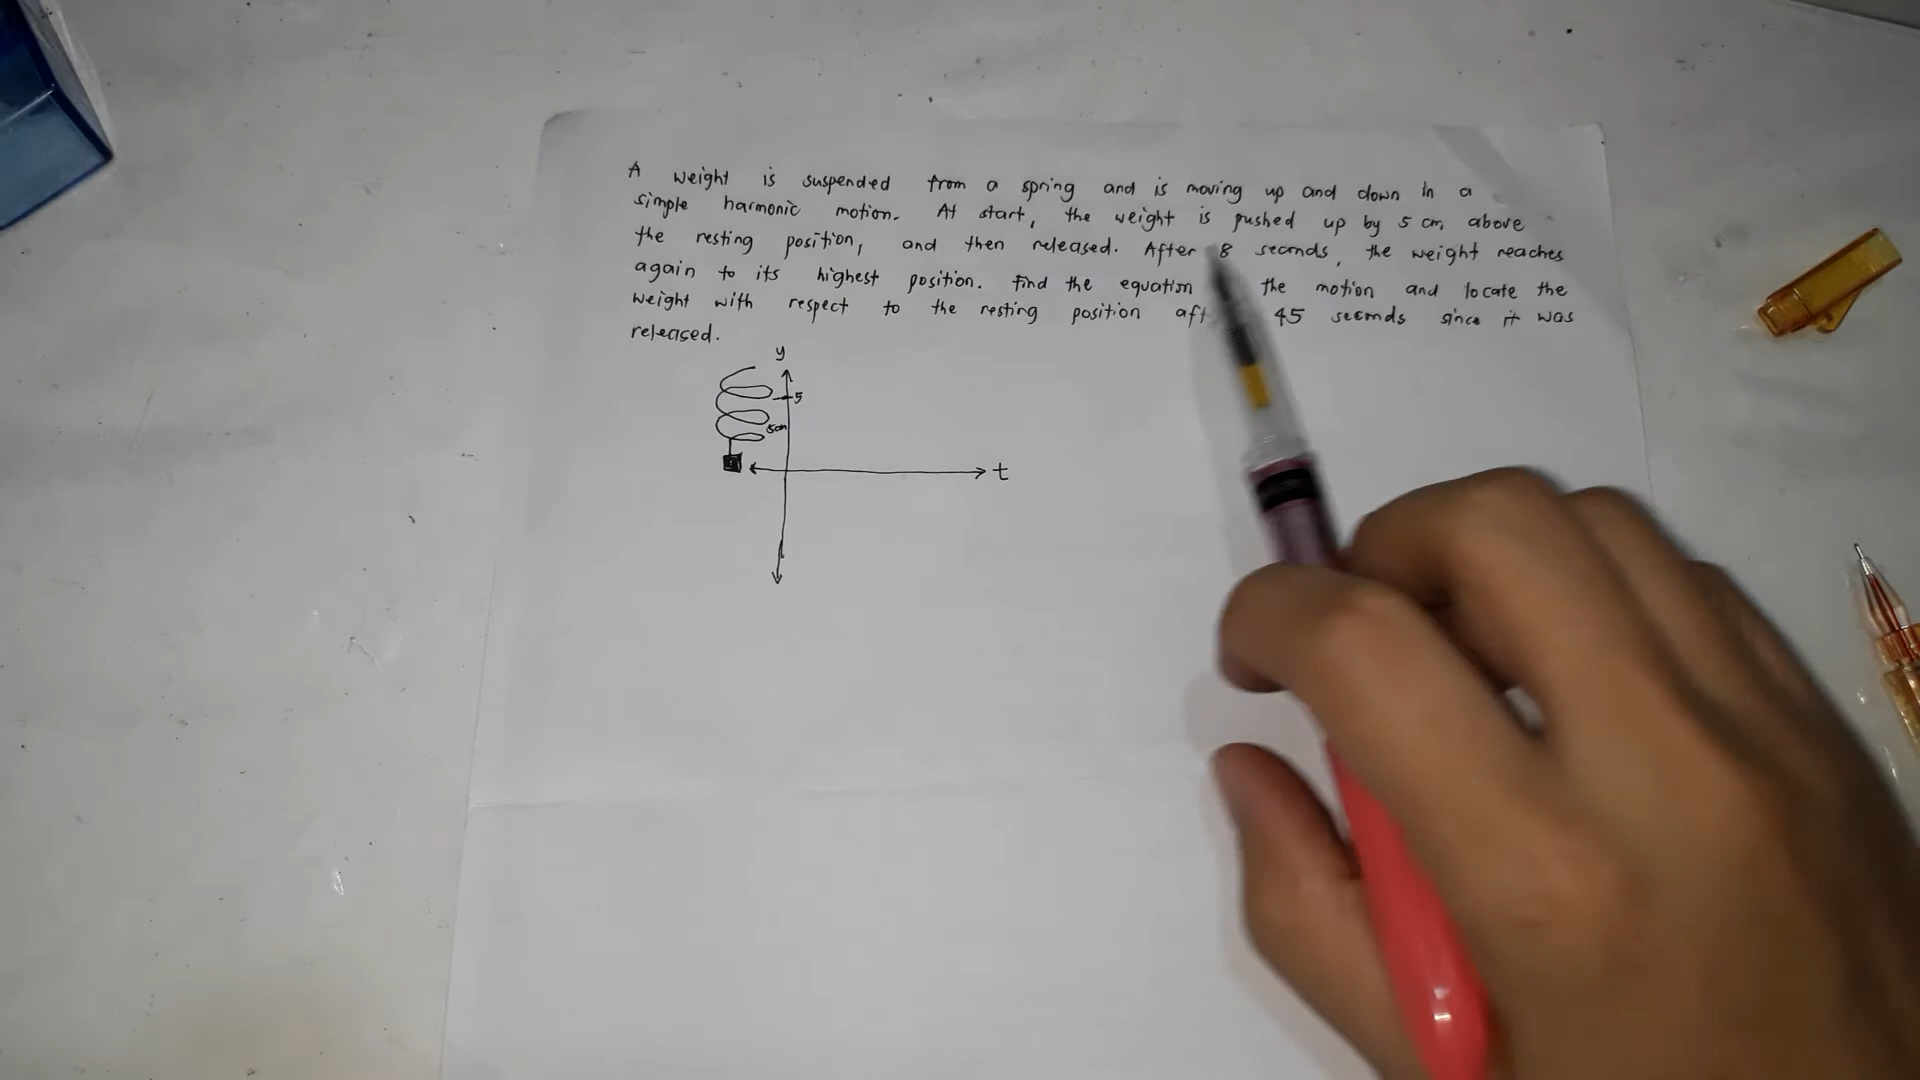 A weight is suspended from a spring and is moving up and down in a
simple harmonic motion. At start, the weight is pushed up by 5 cm above
the resting position, and then released. After 8 seconds, the weight reaches
again to its highest position. Find the equation the motion and locate the
weight with respect to the resting position aft 45 seconds since it was
released.
y
5
5cm
t